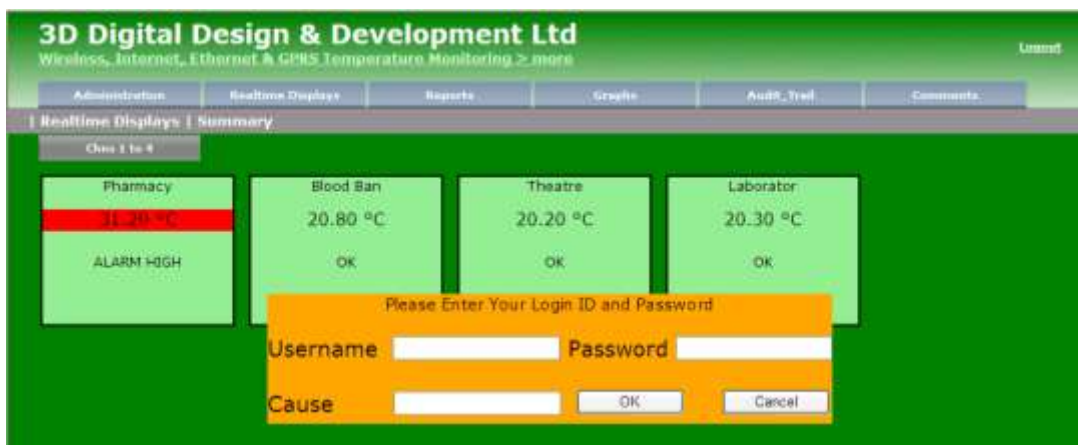 3D Digital Design & Development Ltd
Wireless, Internet, Ethernet & GPRS Temperature Monitoring > more
Logout
Administration Realtime Displays Reports Graphs Audit_Trail Comments
| Realtime Displays | Summary
Chns 1 to 4
Pharmacy Blood Ban Theatre Laborator
31.20 °C 20.80 °C 20.20 °C 20.30 °C
ALARM HIGH OK OK OK
Please Enter Your Login ID and Password
Username Password
Cause OK Cancel